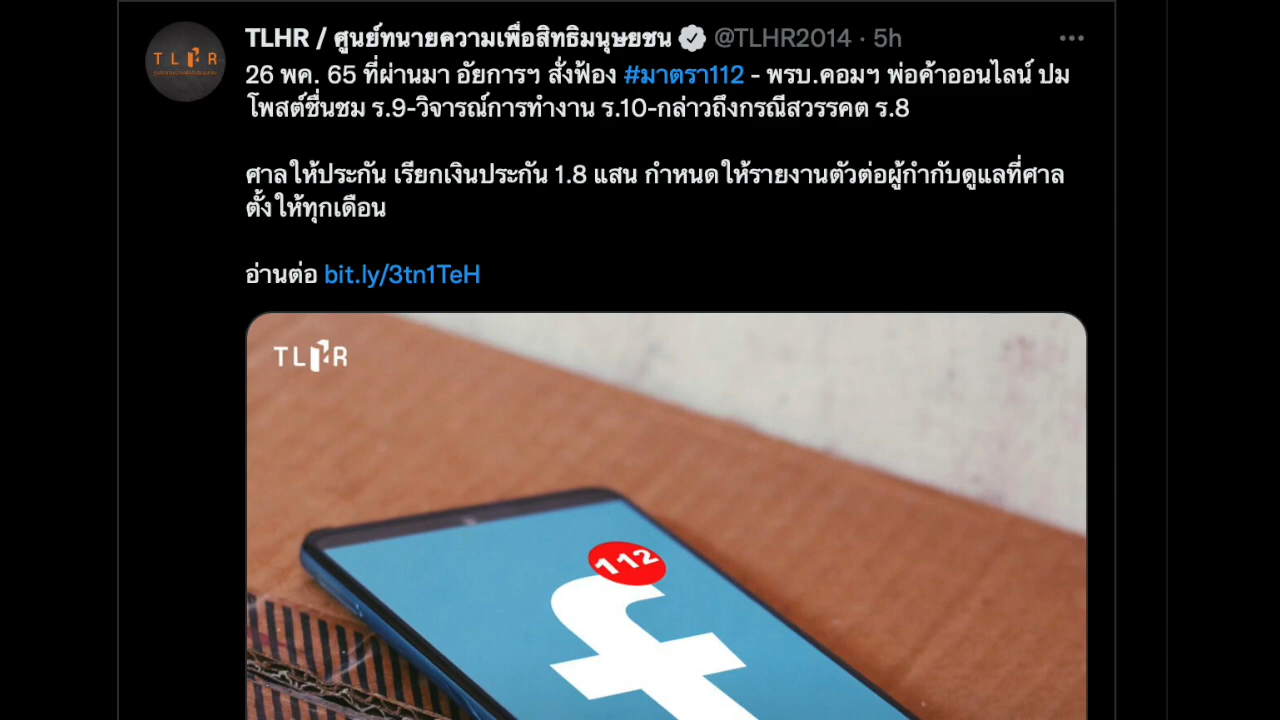 TLHR
TLHR / ศูนย์ทนายความเพื่อสิทธิมนุษยชน @TLHR2014 · 5h
26 พค. 65 ที่ผ่านมา อัยการฯ สั่งฟ้อง #มาตรา112 - พรบ.คอมฯ พ่อค้าออนไลน์ ปม
โพสต์ชื่นชม ร.9-วิจารณ์การทำงาน ร.10-กล่าวถึงกรณีสวรรคต ร.8
ศาลให้ประกัน เรียกเงินประกัน 1.8 แสน กำหนดให้รายงานตัวต่อผู้กำกับดูแลที่ศาล
ตั้งให้ทุกเดือน
อ่านต่อ bit.ly/3tn1TeH
TLHR
112
f